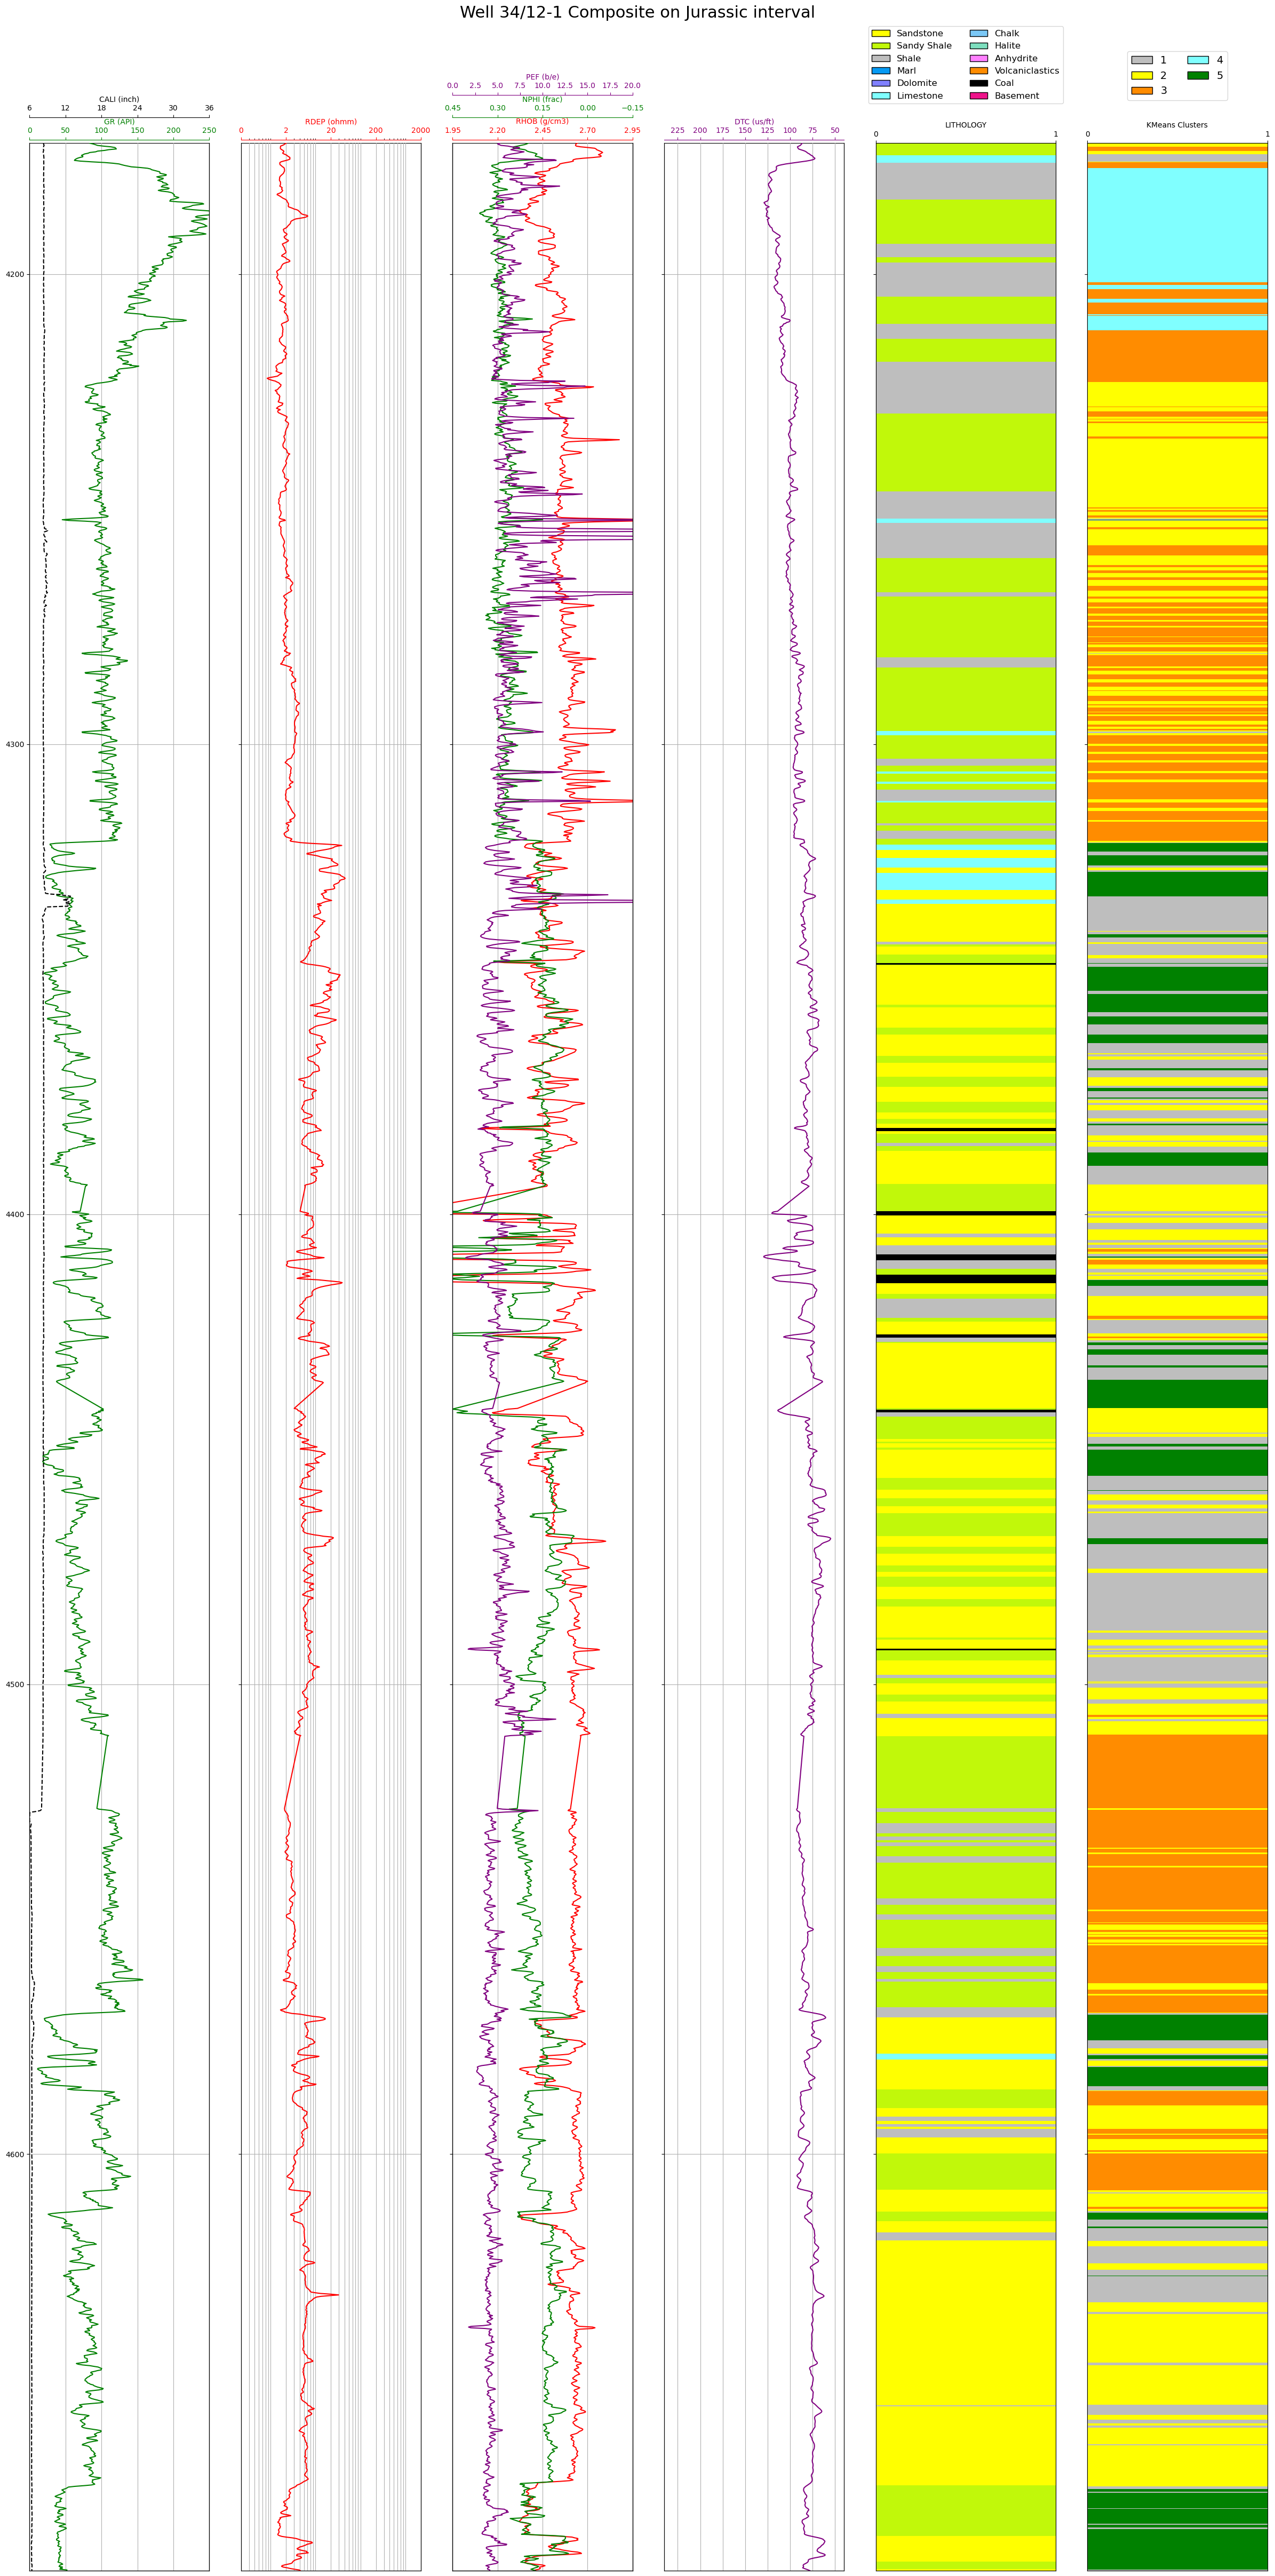 Well 34/12-1 Composite on Jurassic interval
Sandstone Chalk
Sandy Shale Halite
Shale Anhydrite
Marl Volcaniclastics
Dolomite Coal
Limestone Basement
1 4
2 5
3
PEF (b/e)
0.0 2.5 5.0 7.5 10.0 12.5 15.0 17.5 20.0
CALI (inch) NPHI (frac)
6 12 18 24 30 36 0.45 0.30 0.15 0.00 −0.15
GR (API) RDEP (ohmm) RHOB (g/cm3) DTC (us/ft) LITHOLOGY KMeans Clusters
0 50 100 150 200 250 0 2 20 200 2000 1.95 2.20 2.45 2.70 2.95 225 200 175 150 125 100 75 50 0 1 0 1
4200
4300
4400
4500
4600